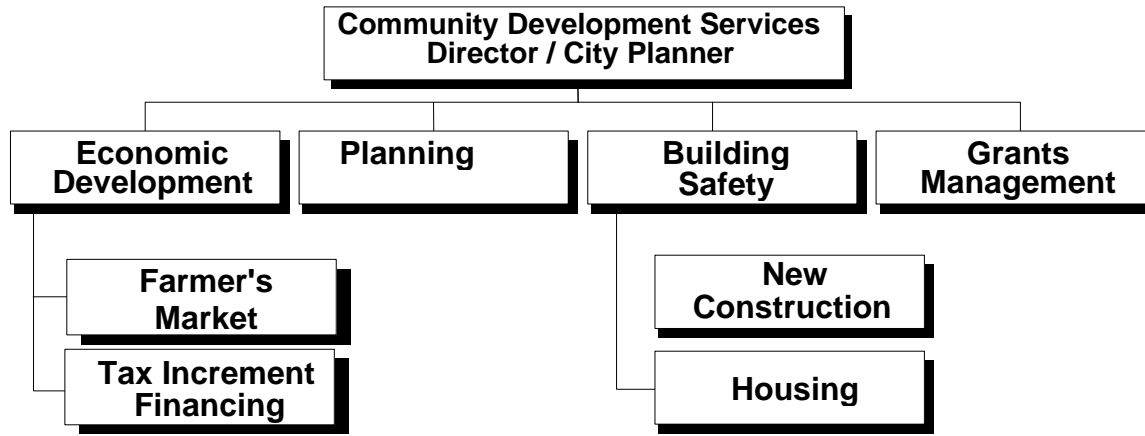 Community Development Services
Director / City Planner
Economic
Development
Planning
Building
Safety
Grants
Management
Farmer's
Market
New
Construction
Tax Increment
Financing
Housing